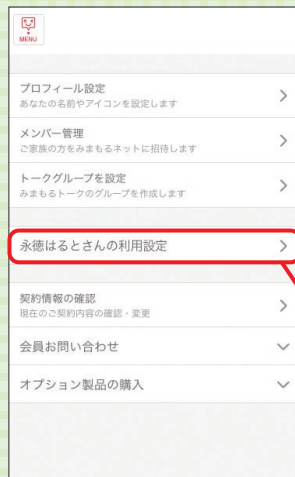 MENU
プロフィール設定
あなたの名前やアイコンを設定します
メンバー管理
ご家族の方をみまもるネットに招待します
トークグループを設定
みまもるトークのグループを作成します
永徳はるとさんの利用設定
契約情報の確認
現在のご契約内容の確認・変更
会員お問い合わせ
オプション製品の購入